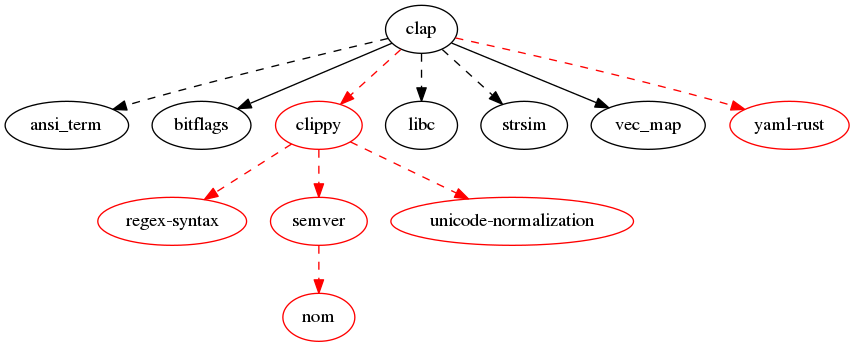 clap
ansi_term
bitflags
clippy
libc
strsim
vec_map
yaml-rust
regex-syntax
semver
unicode-normalization
nom